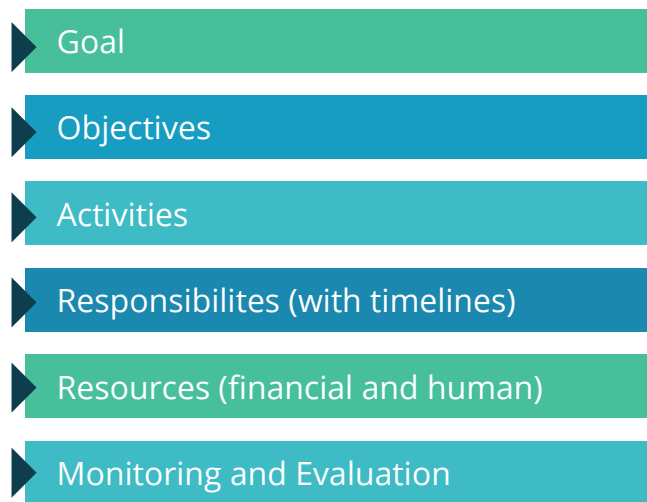 Goal
Objectives
Activities
Responsibilites (with timelines)
Resources (financial and human)
Monitoring and Evaluation